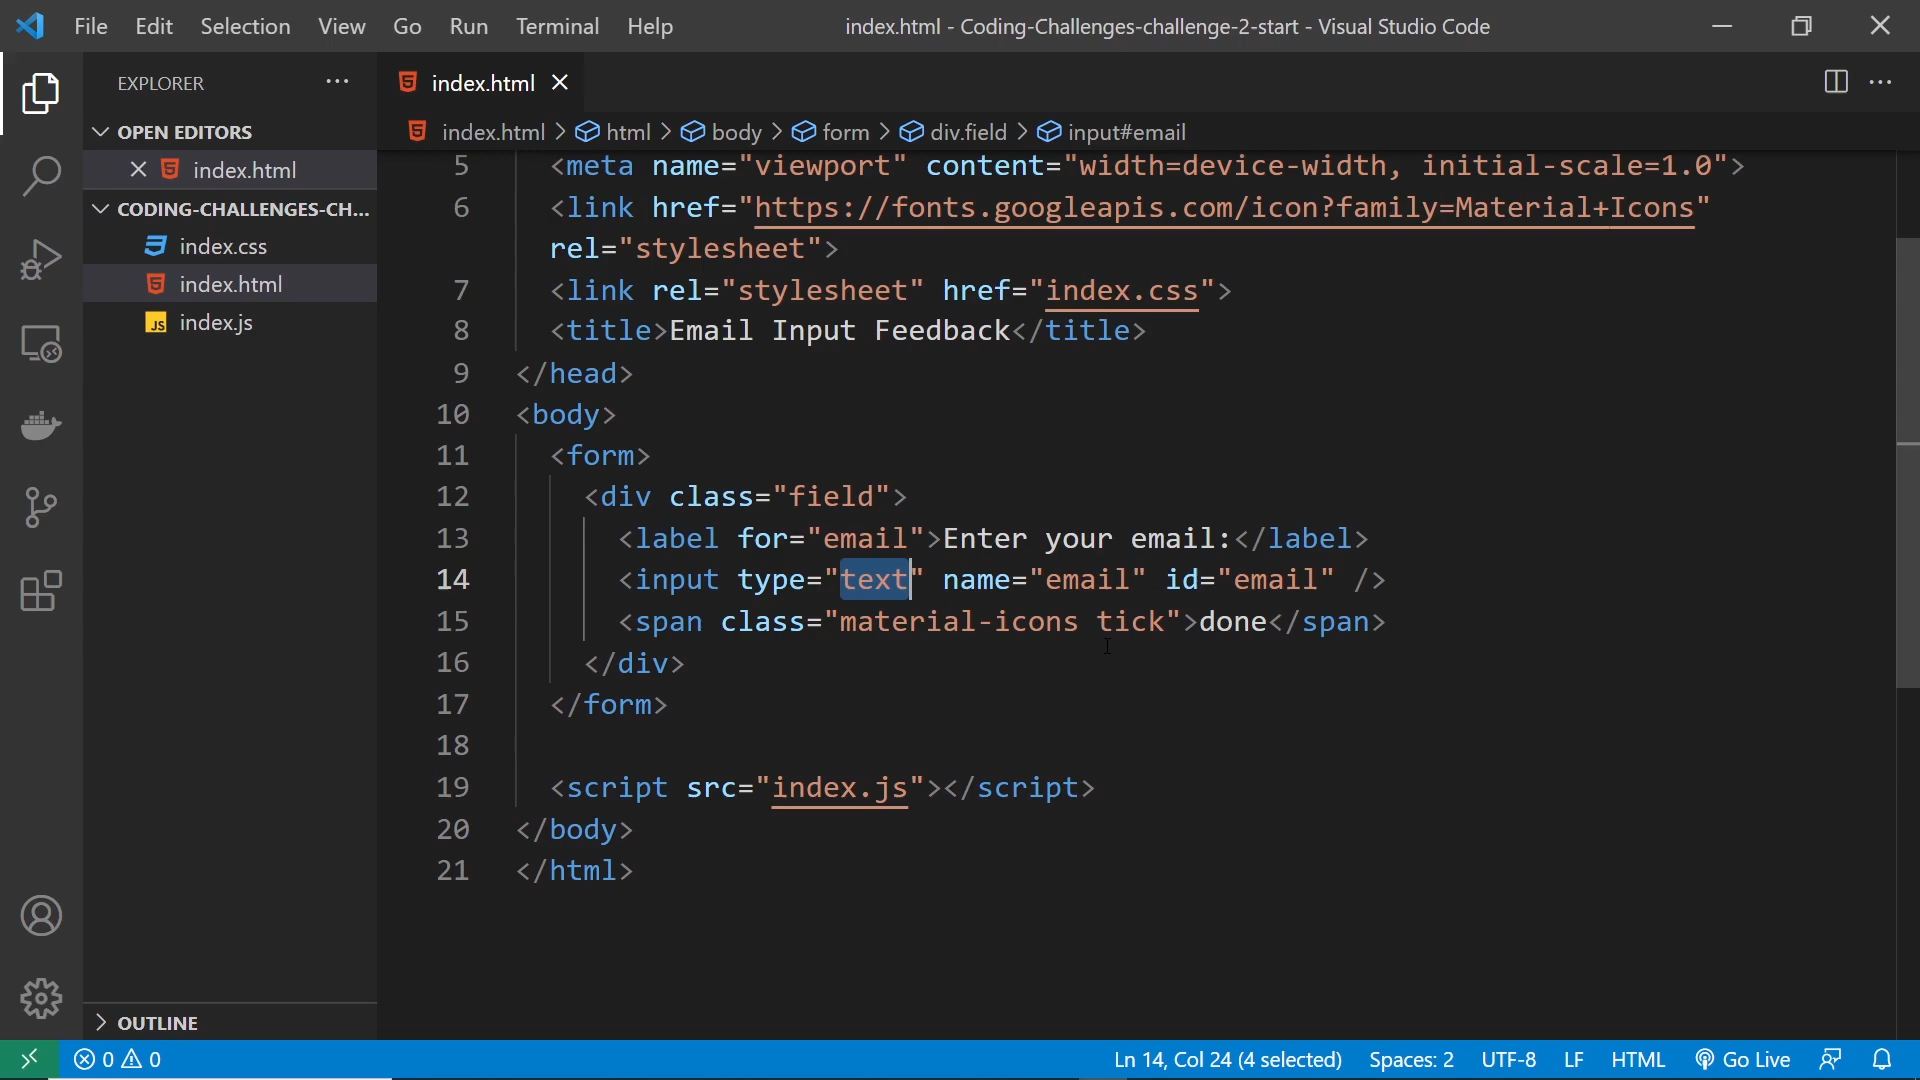 File Edit Selection View Go Run Terminal Help
index.html - Coding-Challenges-challenge-2-start - Visual Studio Code
EXPLORER
OPEN EDITORS
index.html
CODING-CHALLENGES-CH...
index.css
index.html
JS index.js
OUTLINE
index.html
index.html > html > body > form > div.field > input#email
5 <meta name="viewport" content="width=device-width, initial-scale=1.0">
6 <link href="https://fonts.googleapis.com/icon?family=Material+Icons"
rel="stylesheet">
7 <link rel="stylesheet" href="index.css">
8 <title>Email Input Feedback</title>
9 </head>
10 <body>
11 <form>
12 <div class="field">
13 <label for="email">Enter your email:</label>
14 <input type="text" name="email" id="email" />
15 <span class="material-icons tick">done</span>
16 </div>
17 </form>
18
19 <script src="index.js"></script>
20 </body>
21 </html>
0 0
Ln 14, Col 24 (4 selected) Spaces: 2 UTF-8 LF HTML Go Live